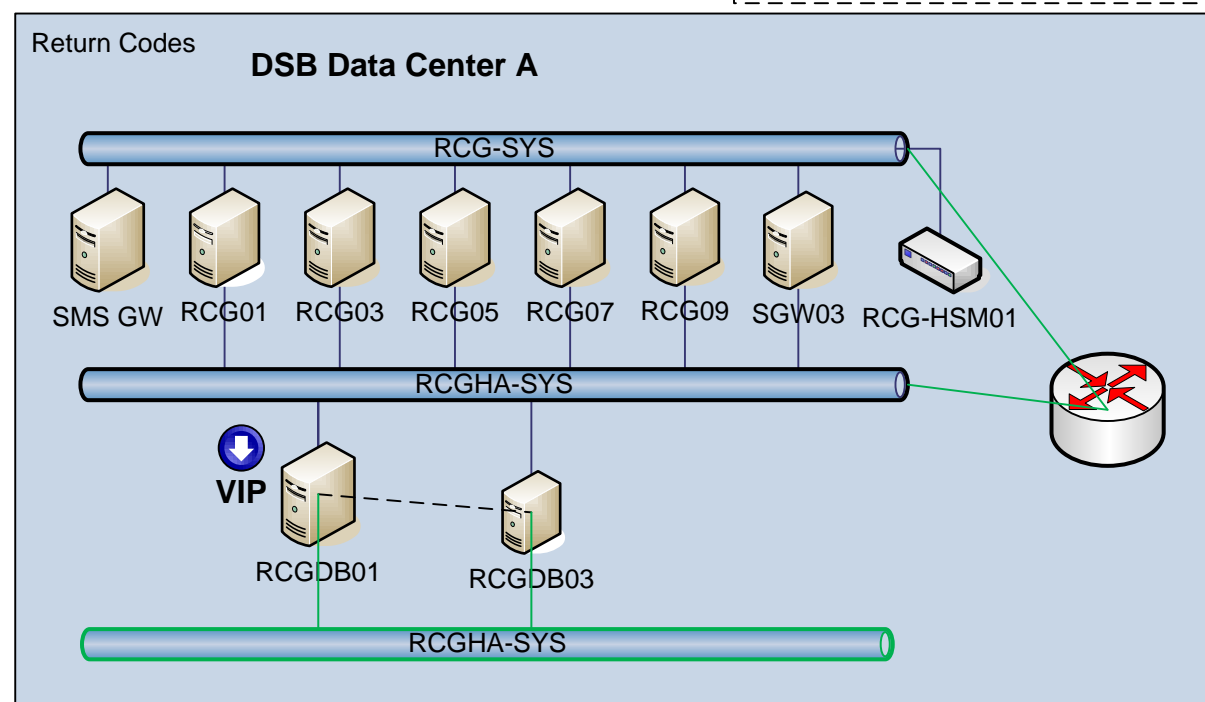 Return Codes
DSB Data Center A
RCG-SYS
SMS GW
RCG01
RCG03
RCG05
RCG07
RCG09
SGW03
RCG-HSM01
RCGHA-SYS
VIP
RCGDB01
RCGDB03
RCGHA-SYS